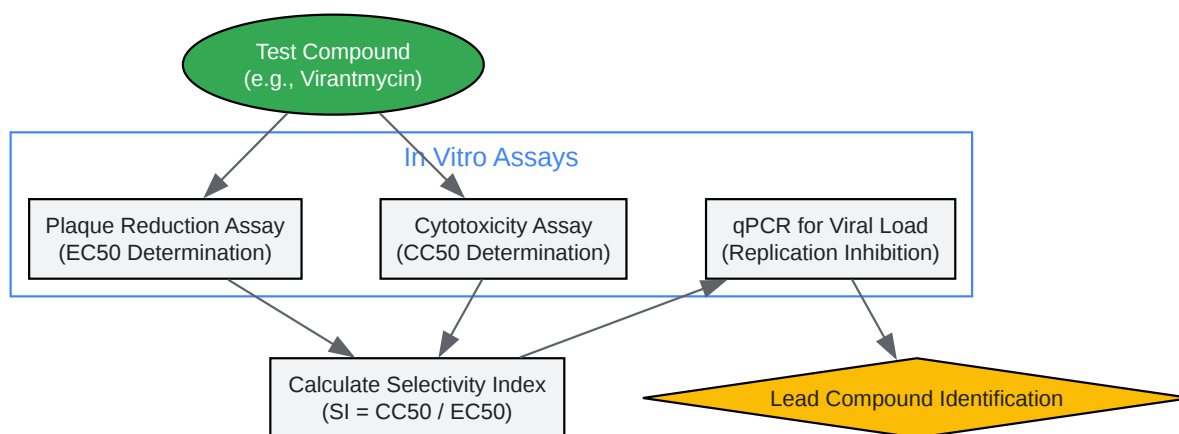 Test Compound
(e.g., Virantmycin)
In Vitro Assays
Plaque Reduction Assay
(EC50 Determination)
Cytotoxicity Assay
(CC50 Determination)
qPCR for Viral Load
(Replication Inhibition)
Calculate Selectivity Index
(SI = CC50 / EC50)
Lead Compound Identification